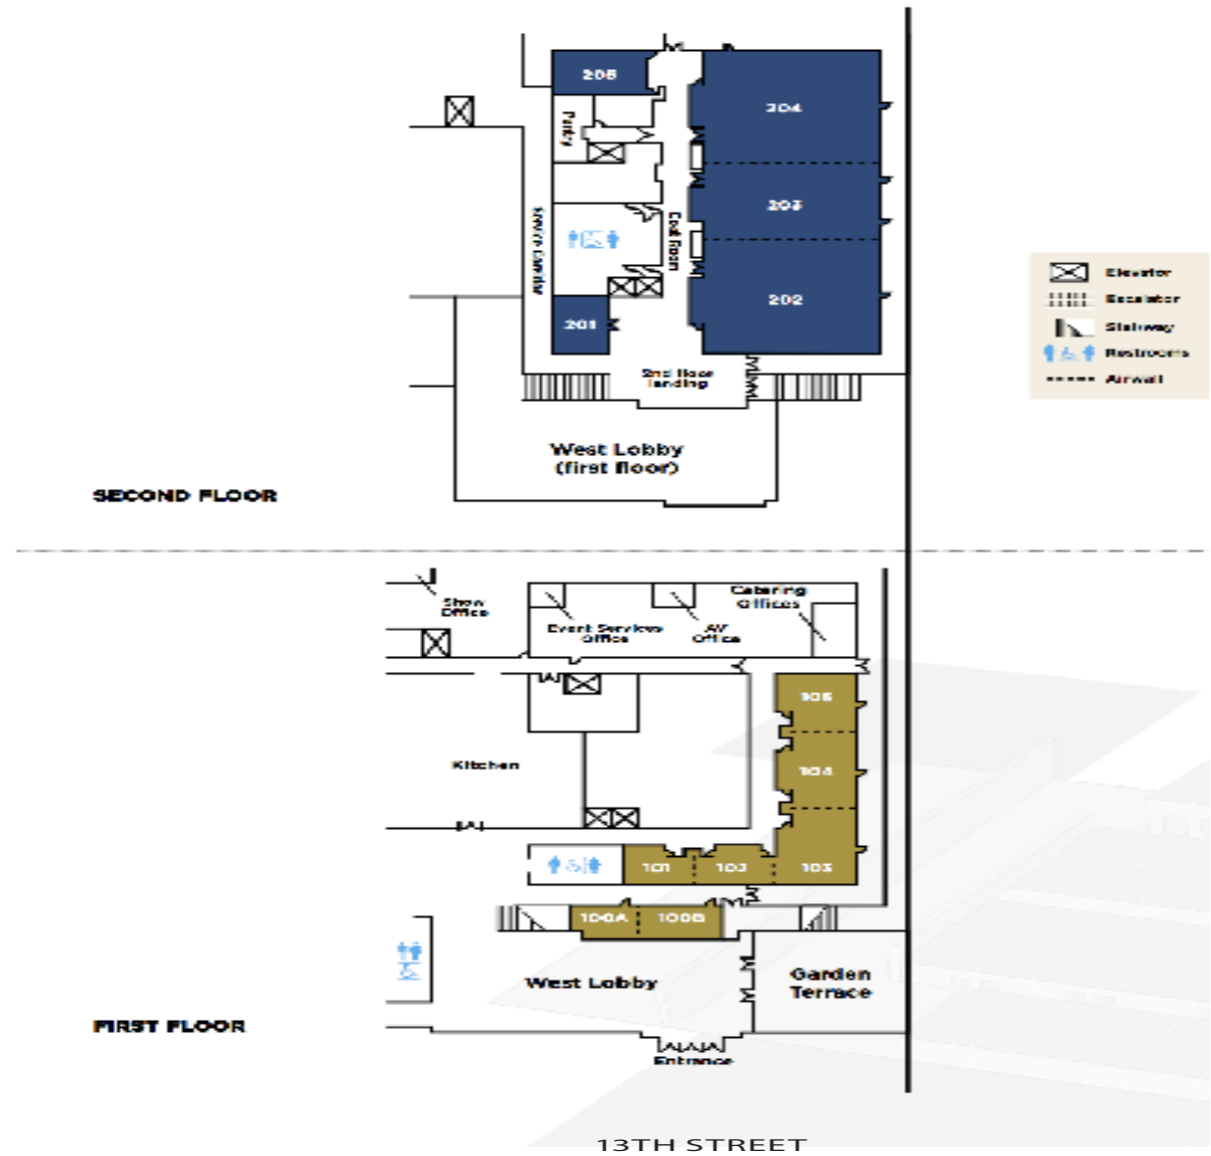 205
204
Pantry
203
Service Corridor
Coat Room
202
201
2nd floor
landing
West Lobby
(first floor)
SECOND FLOOR
Elevator
Escalator
Stairway
Restrooms
Airwall
Show
Office
Event Services
Office
AV
Office
Catering
Offices
105
Kitchen
104
101
102
103
100A
100B
West Lobby
Garden
Terrace
FIRST FLOOR
Entrance
13TH STREET